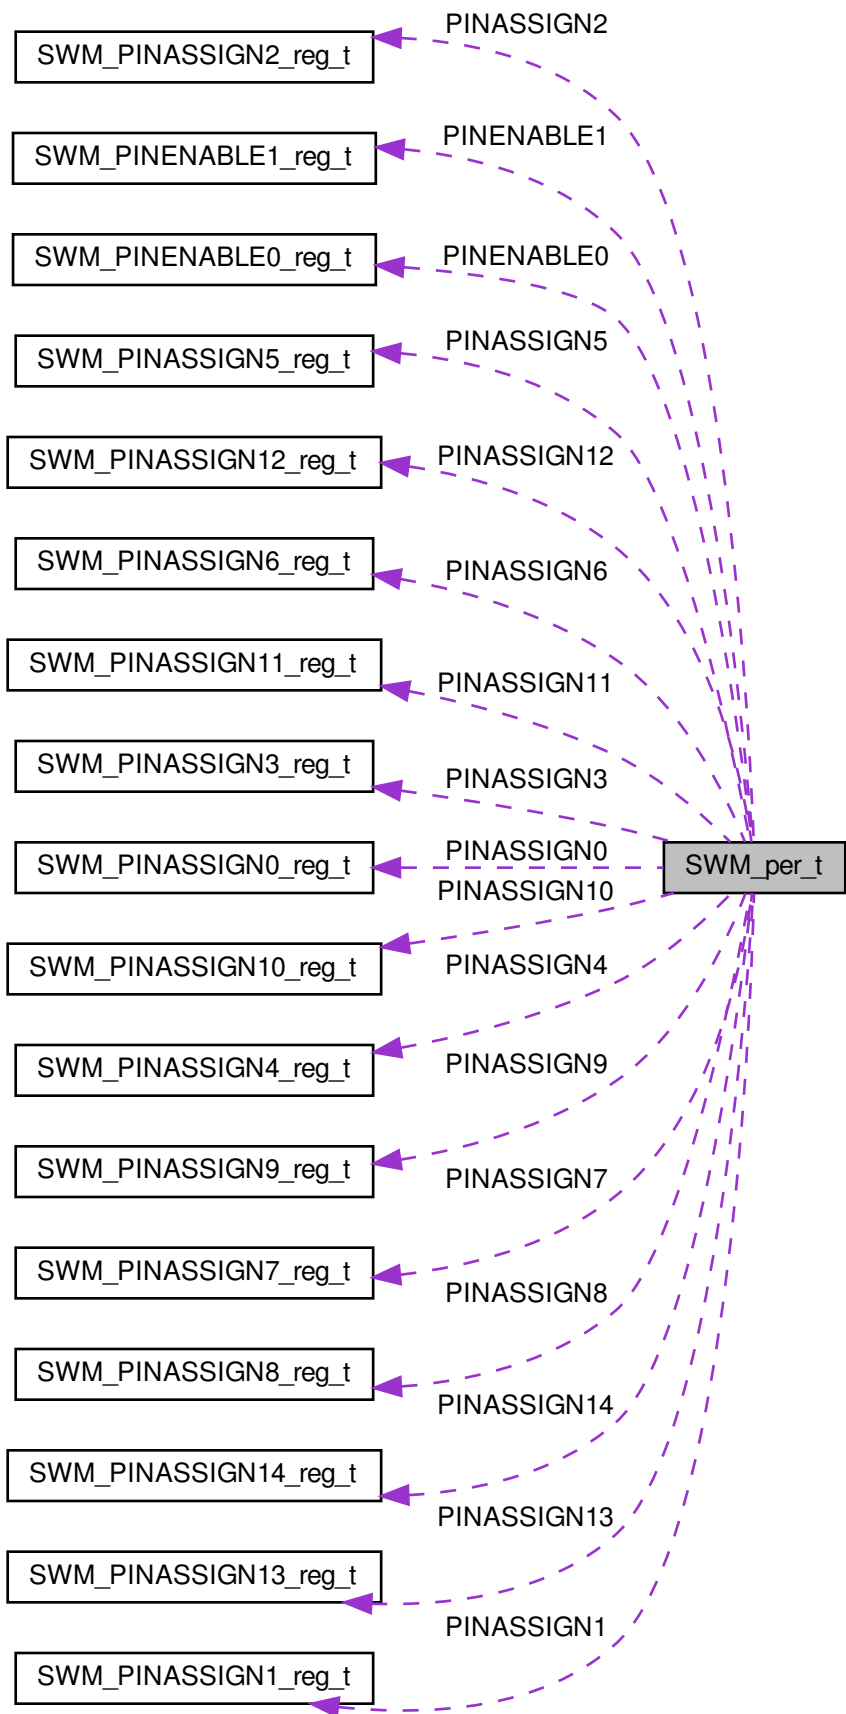 PINASSIGN2
SWM_PINASSIGN2_reg_t
PINENABLE1
SWM_PINENABLE1_reg_t
PINENABLE0
SWM_PINENABLE0_reg_t
PINASSIGN5
SWM_PINASSIGN5_reg_t
PINASSIGN12
SWM_PINASSIGN12_reg_t
PINASSIGN6
SWM_PINASSIGN6_reg_t
SWM_PINASSIGN11_reg_t
PINASSIGN11
SWM_PINASSIGN3_reg_t
PINASSIGN3
PINASSIGN0
SWM_PINASSIGN0_reg_t
SWM_per_t
PINASSIGN10
SWM_PINASSIGN10_reg_t
PINASSIGN4
SWM_PINASSIGN4_reg_t
PINASSIGN9
SWM_PINASSIGN9_reg_t
PINASSIGN7
SWM_PINASSIGN7_reg_t
PINASSIGN8
SWM_PINASSIGN8_reg_t
PINASSIGN14
SWM_PINASSIGN14_reg_t
PINASSIGN13
SWM_PINASSIGN13_reg_t
PINASSIGN1
SWM_PINASSIGN1_reg_t